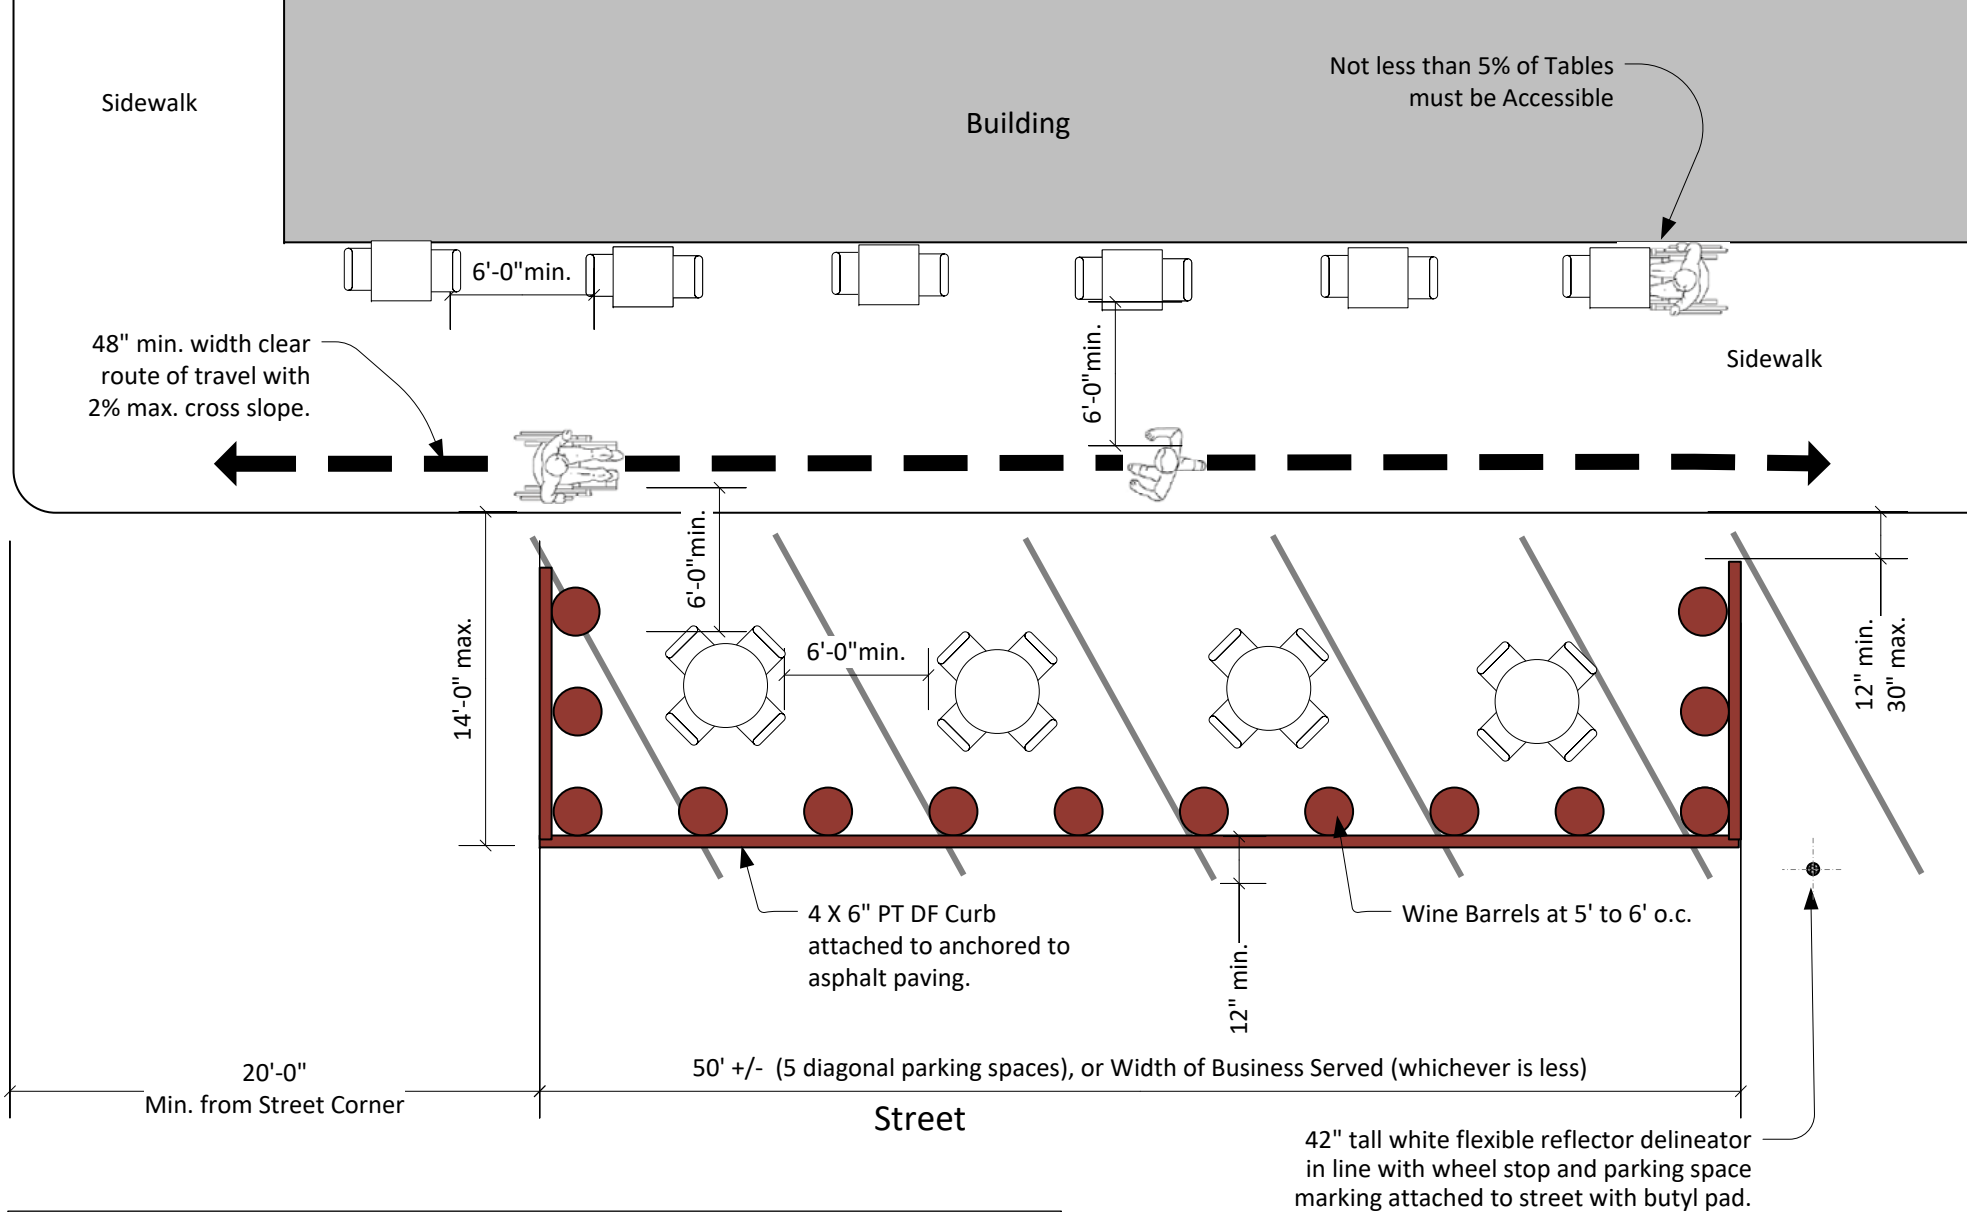 Sidewalk
Building
Not less than 5% of Tables
must be Accessible
6'-0"min.
48" min. width clear
route of travel with
2% max. cross slope.
6'-0"min.
Sidewalk
6'-0"min.
6'-0"min.
14'-0" max.
12" min.
30" max.
4 X 6" PT DF Curb
attached to anchored to
asphalt paving.
Wine Barrels at 5' to 6' o.c.
12" min.
20'-0"
Min. from Street Corner
50' +/-  (5 diagonal parking spaces), or Width of Business Served (whichever is less)
Street
42" tall white flexible reflector delineator
in line with wheel stop and parking space
marking attached to street with butyl pad.